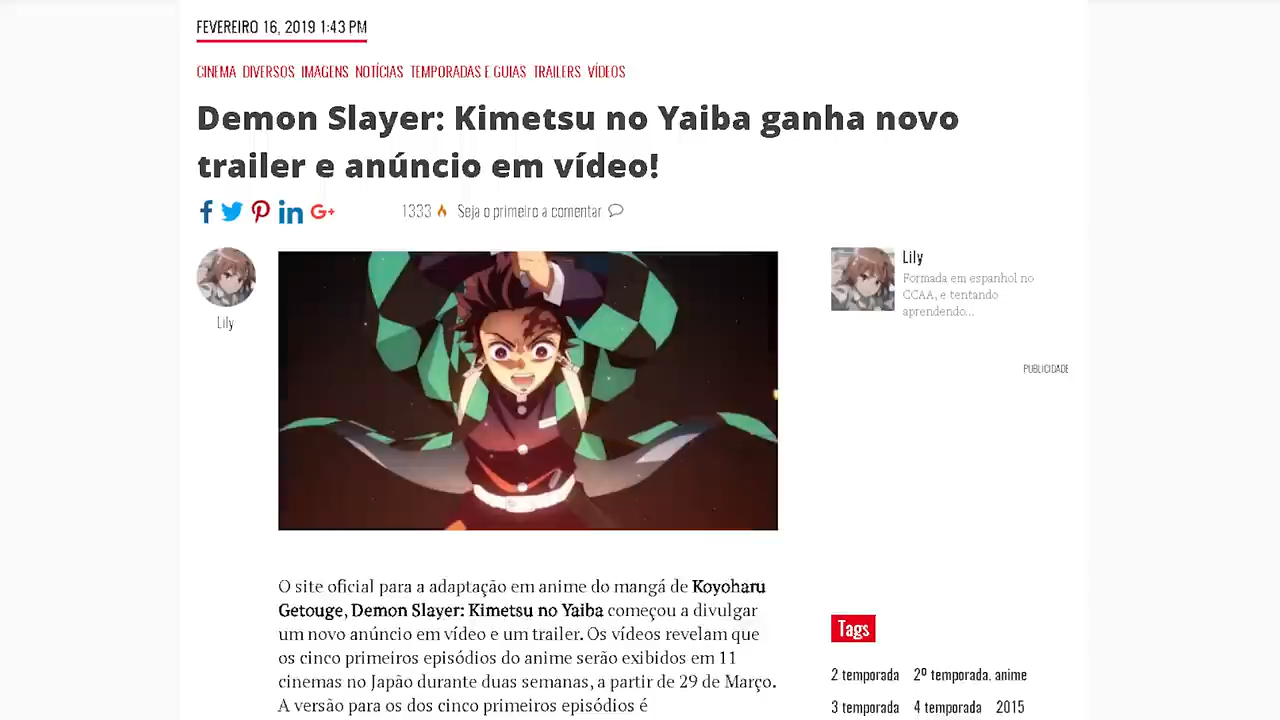 FEVEREIRO 16, 2019 1:43 PM
CINEMA DIVERSOS IMAGENS NOTÍCIAS TEMPORADAS E GUIAS TRAILERS VÍDEOS
Demon Slayer: Kimetsu no Yaiba ganha novo
trailer e anúncio em vídeo!
1333 Seja o primeiro a comentar
Lily
O site oficial para a adaptação em anime do mangá de Koyoharu
Getouge, Demon Slayer: Kimetsu no Yaiba começou a divulgar
um novo anúncio em vídeo e um trailer. Os vídeos revelam que
os cinco primeiros episódios do anime serão exibidos em 11
cinemas no Japão durante duas semanas, a partir de 29 de Março.
A versão para os dos cinco primeiros episódios é
Lily
Formada em espanhol no
CCAA, e tentando
aprendendo...
PUBLICIDADE
Tags
2 temporada 2º temporada. anime
3 temporada 4 temporada 2015